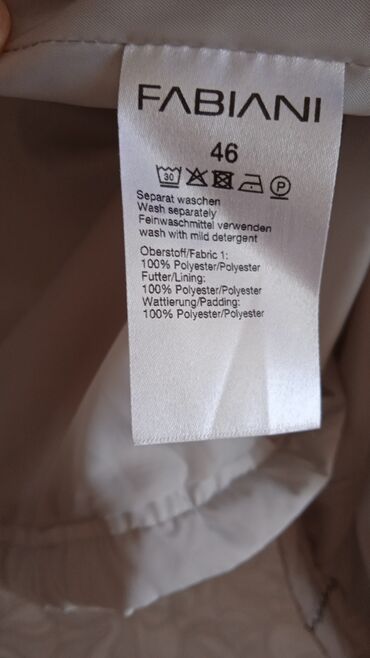 FABIANI
46
30 P
Separat waschen
Wash separately
Feinwaschmittel verwenden
wash with mild detergent
Oberstoff/Fabric 1:
100% Polyester/Polyester
Futter/Lining:
100% Polyester/Polyester
Wattierung/Padding:
100% Polyester/Polyester